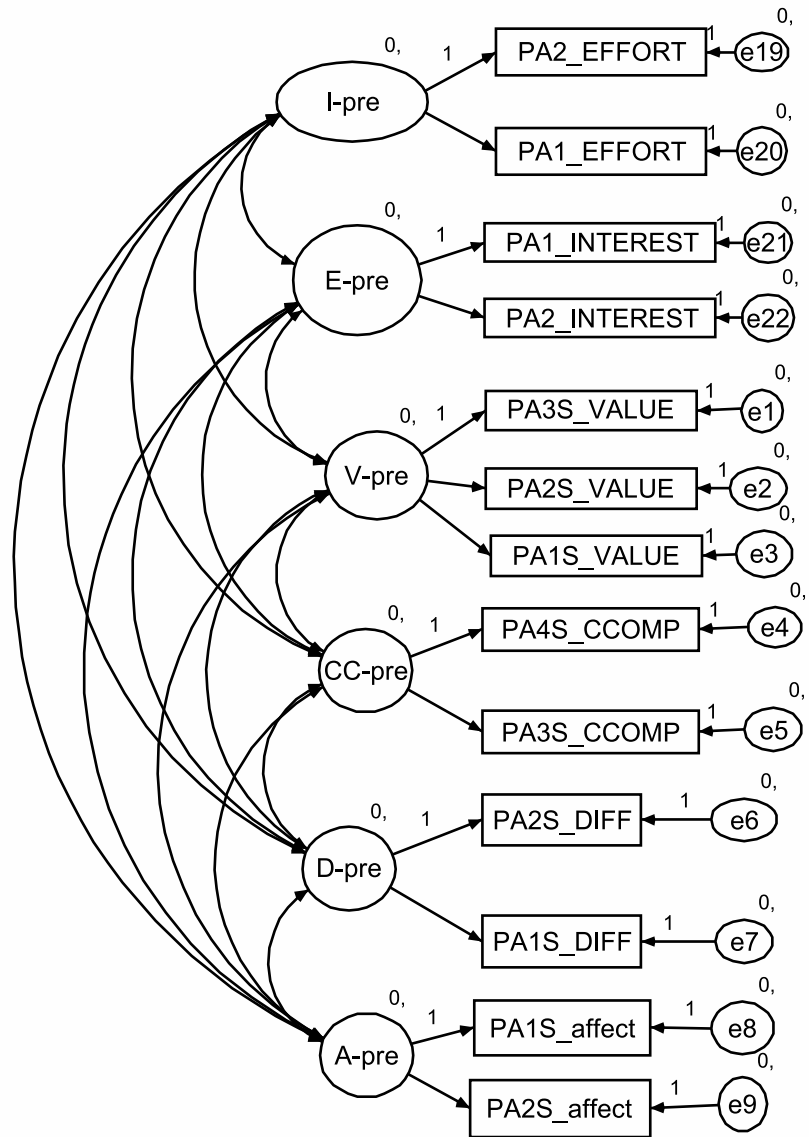 0,
0,
1
PA2_EFFORT
1
e19
I-pre
0,
PA1_EFFORT
1
e20
0,
0,
1
PA1_INTEREST
1
e21
E-pre
0,
PA2_INTEREST
1
e22
0,
0,
1
PA3S_VALUE
1
e1
V-pre
0,
PA2S_VALUE
1
e2
0,
PA1S_VALUE
1
e3
0,
0,
1
PA4S_CCOMP
1
e4
CC-pre
0,
PA3S_CCOMP
1
e5
0,
0,
1
PA2S_DIFF
1
e6
D-pre
0,
PA1S_DIFF
1
e7
0,
0,
1
PA1S_affect
1
e8
A-pre
0,
PA2S_affect
1
e9